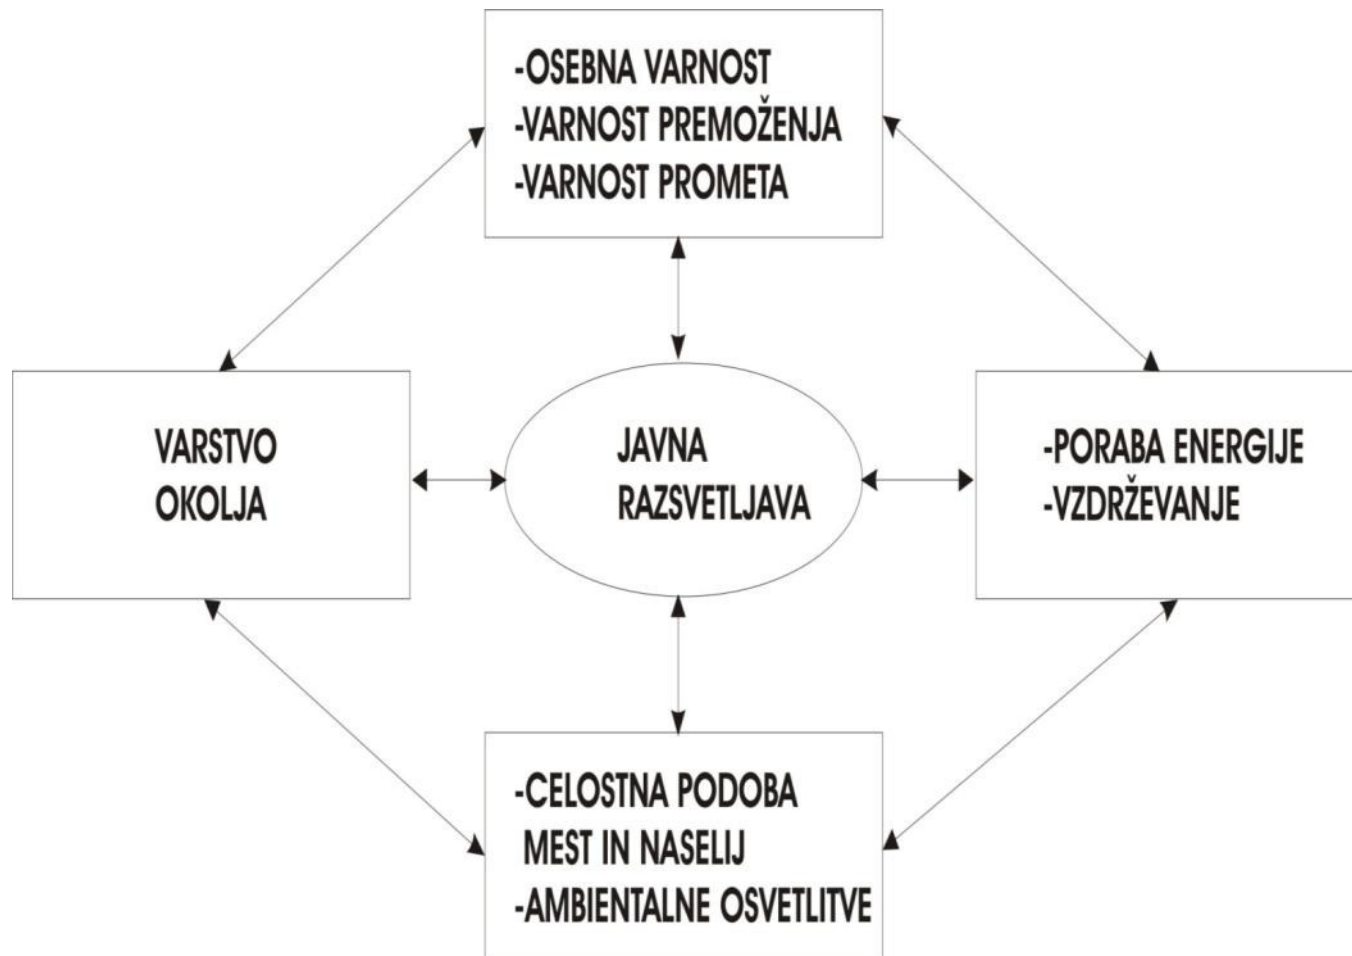 -OSEBNA VARNOST
-VARNOST PREMOŽENJA
-VARNOST PROMETA
VARSTVO
OKOLJA
JAVNA
RAZSVETLJAVA
-PORABA ENERGIJE
-VZDRŽEVANJE
-CELOSTNA PODOBA
MEST IN NASELIJ
-AMBIENTALNE OSVETLITVE